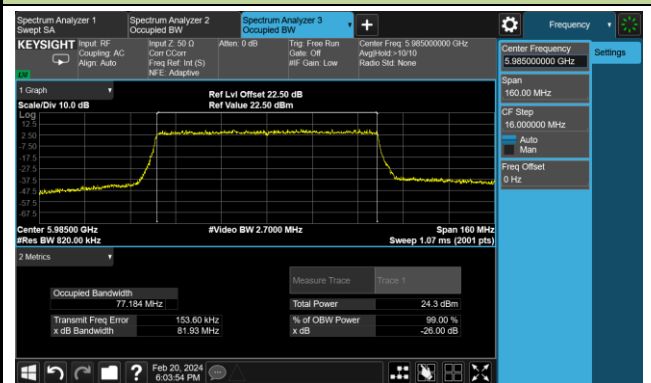 Spectrum Analyzer 1
Swept SA
Spectrum Analyzer 2
Occupied BW
Spectrum Analyzer 3
Occupied BW
Frequency
KEYSIGHT
Input: RF
Coupling: AC
Align: Auto
Input Z: 50 Ω
Corr CCorr
Freq Ref: Int (S)
NFE: Adaptive
Atten: 0 dB
Trig: Free Run
Gate: Off
#IF Gain: Low
Center Freq: 5.985000000 GHz
Avg|Hold:>10/10
Radio Std: None
Center Frequency
5.985000000 GHz
Settings
Span
160.00 MHz
CF Step
16.000000 MHz
Auto
Man
Freq Offset
0 Hz
1 Graph
Scale/Div 10.0 dB
Ref Lvl Offset 22.50 dB
Ref Value 22.50 dBm
Log
12.5
2.50
-7.50
-17.5
-27.5
-37.5
-47.5
-57.5
-67.5
Center 5.98500 GHz
#Res BW 820.00 kHz
#Video BW 2.7000 MHz
Span 160 MHz
Sweep 1.07 ms (2001 pts)
2 Metrics
Measure Trace
Trace 1
Occupied Bandwidth
77.184 MHz
Total Power
24.3 dBm
Transmit Freq Error
153.60 kHz
% of OBW Power
99.00 %
x dB Bandwidth
81.93 MHz
x dB
-26.00 dB
Feb 20, 2024
6:03:54 PM